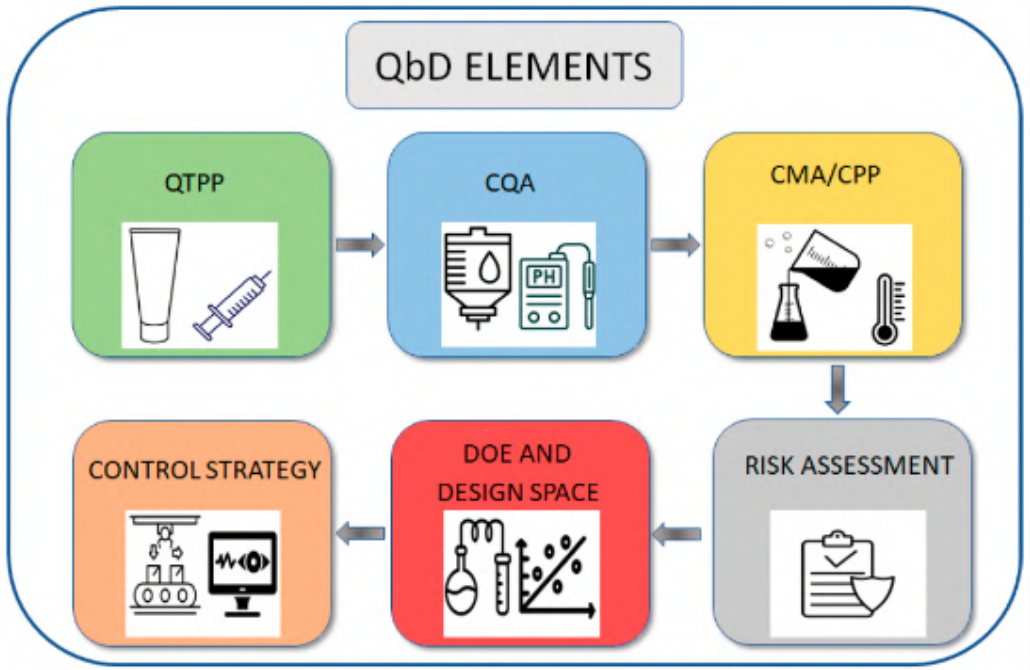 QbD ELEMENTS
QTPP
CQA
CMA/CPP
PH
RISK ASSESSMENT
DOE AND
DESIGN SPACE
CONTROL STRATEGY